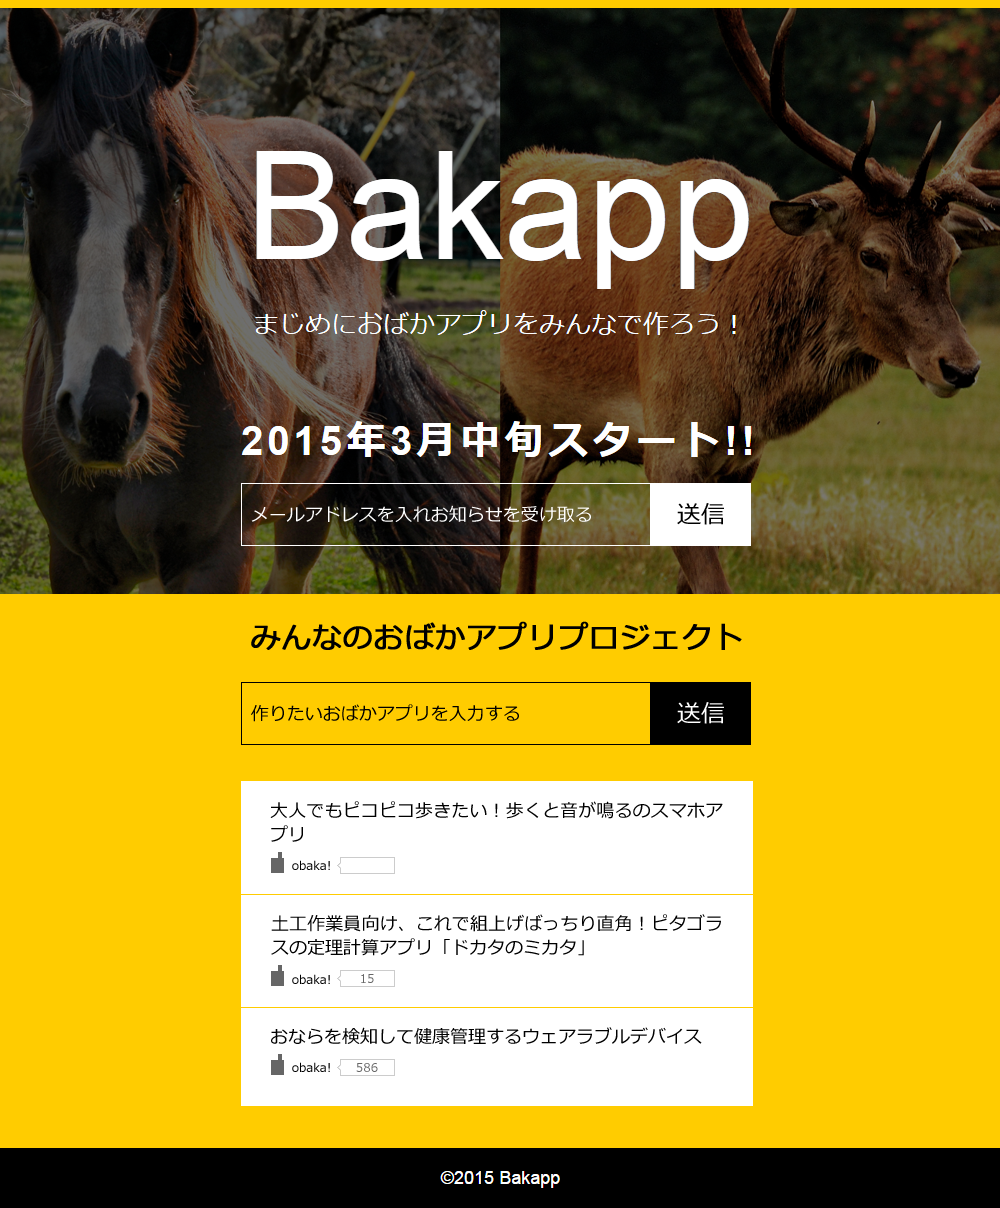 Bakapp
まじめにおばかアプリをみんなで作ろう！
2015年3月中旬スタート!!
メールアドレスを入れお知らせを受け取る
送信
みんなのおばかアプリプロジェクト
作りたいおばかアプリを入力する
送信
大人でもピコピコ歩きたい！歩くと音が鳴るのスマホア
プリ
obaka!
土工作業員向け、これで組上げばっちり直角！ピタゴラ
スの定理計算アプリ「ドカタのミカタ」
obaka! 15
おならを検知して健康管理するウェアラブルデバイス
obaka! 586
©2015 Bakapp